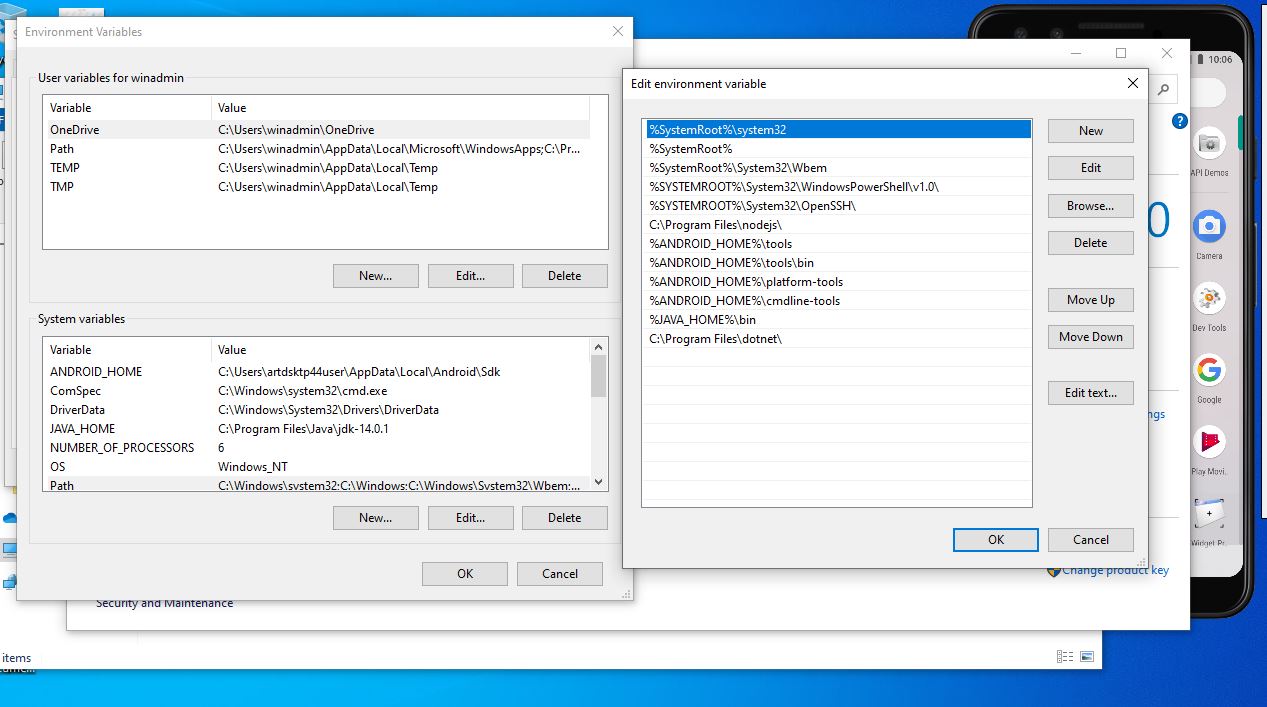 Environment Variables
User variables for winadmin
Variable Value
OneDrive C:\Users\winadmin\OneDrive
Path C:\Users\winadmin\AppData\Local\Microsoft\WindowsApps;C:\Pr...
TEMP C:\Users\winadmin\AppData\Local\Temp
TMP C:\Users\winadmin\AppData\Local\Temp
New... Edit... Delete
System variables
Variable Value
ANDROID_HOME C:\Users\artdsktp44user\AppData\Local\Android\Sdk
ComSpec C:\Windows\system32\cmd.exe
DriverData C:\Windows\System32\Drivers\DriverData
JAVA_HOME C:\Program Files\Java\jdk-14.0.1
NUMBER_OF_PROCESSORS 6
OS Windows_NT
Path C:\Windows\system32;C:\Windows;C:\Windows\System32\Wbem;...
New... Edit... Delete
OK Cancel
Edit environment variable
%SystemRoot%\system32
%SystemRoot%
%SystemRoot%\System32\Wbem
%SYSTEMROOT%\System32\WindowsPowerShell\v1.0\
%SYSTEMROOT%\System32\OpenSSH\
C:\Program Files\nodejs\
%ANDROID_HOME%\tools
%ANDROID_HOME%\tools\bin
%ANDROID_HOME%\platform-tools
%ANDROID_HOME%\cmdline-tools
%JAVA_HOME%\bin
C:\Program Files\dotnet\
New
Edit
Browse...
Delete
Move Up
Move Down
Edit text...
OK Cancel
?
0
ngs
Change product key
Security and Maintenance
items
10:06
API Demos
Camera
Dev Tools
Google
Play Movi..
Widget Pr..